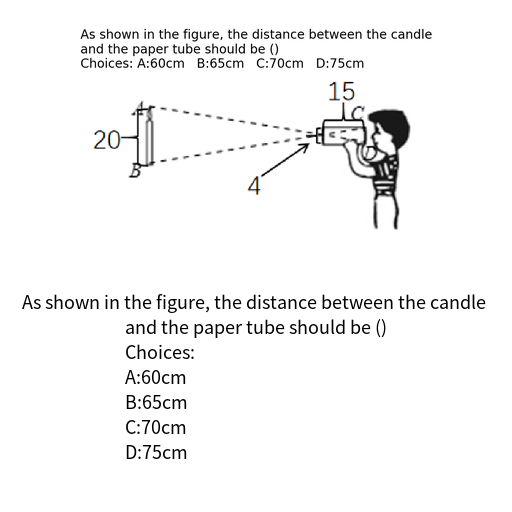 As shown in the figure, the distance between the candle
and the paper tube should be ()
Choices: A:60cm B:65cm C:70cm D:75cm
15
A
C
20
D
B
4
As shown in the figure, the distance between the candle
and the paper tube should be ()
Choices:
A:60cm
B:65cm
C:70cm
D:75cm